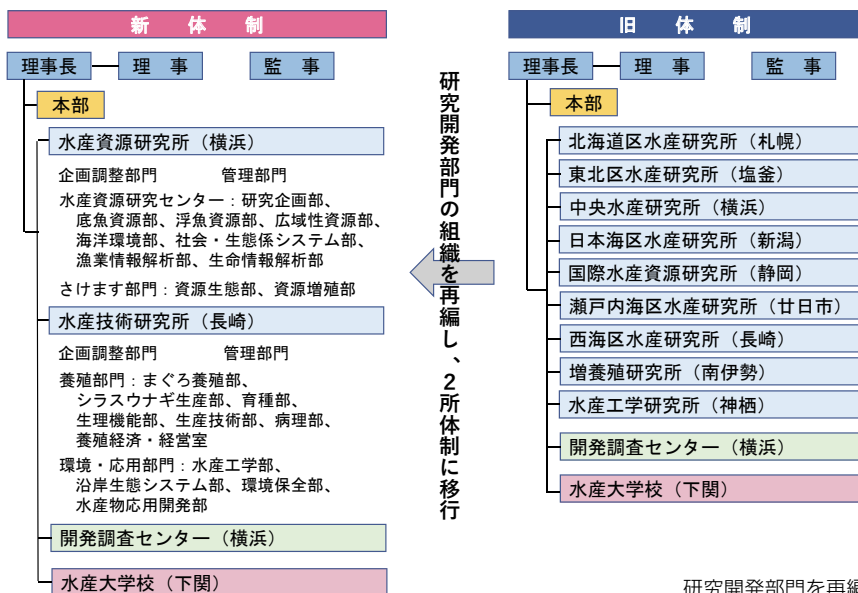 新体制
理事長
理事
監事
本部
水産資源研究所（横浜）
企画調整部門　管理部門
水産資源研究センター：研究企画部、
底魚資源部、浮魚資源部、広域性資源部、
海洋環境部、社会・生態係システム部、
漁業情報解析部、生命情報解析部
さけます部門：資源生態部、資源増殖部
水産技術研究所（長崎）
企画調整部門　管理部門
養殖部門：まぐろ養殖部、
シラスウナギ生産部、育種部、
生理機能部、生産技術部、病理部、
養殖経済・経営室
環境・応用部門：水産工学部、
沿岸生態システム部、環境保全部、
水産物応用開発部
開発調査センター（横浜）
水産大学校（下関）
研究開発部門の組織を再編し、２所体制に移行
旧体制
理事長
理事
監事
本部
北海道区水産研究所（札幌）
東北区水産研究所（塩釜）
中央水産研究所（横浜）
日本海区水産研究所（新潟）
国際水産資源研究所（静岡）
瀬戸内海区水産研究所（廿日市）
西海区水産研究所（長崎）
増養殖研究所（南伊勢）
水産工学研究所（神栖）
開発調査センター（横浜）
水産大学校（下関）
研究開発部門を再編